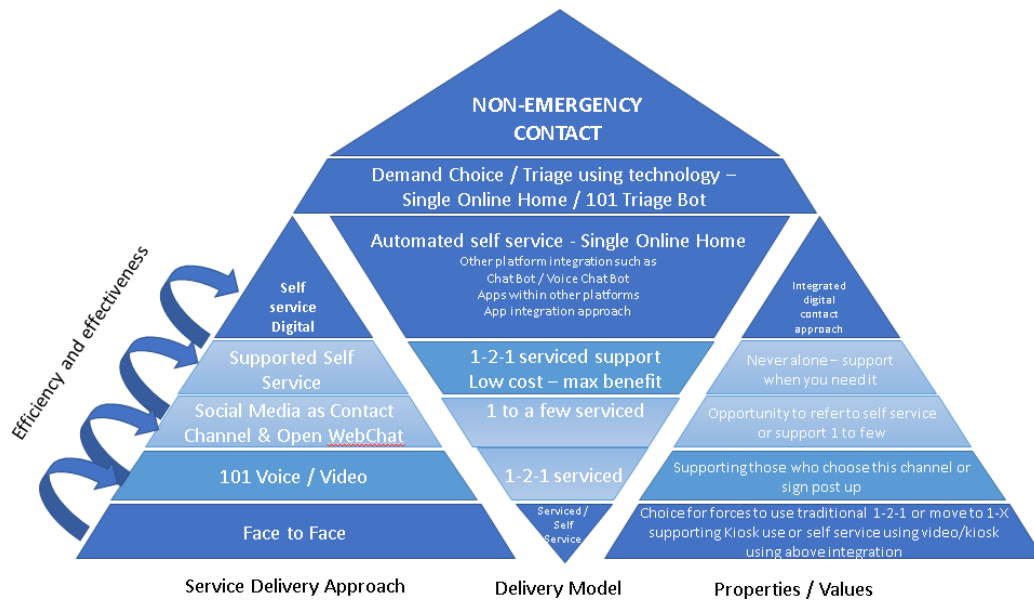 NON-EMERGENCY
CONTACT
Demand Choice / Triage using technology –
Single Online Home / 101 Triage Bot
Efficiency and effectiveness
Self
service
Digital
Automated self service - Single Online Home
Other platform integration such as
Chat Bot / Voice Chat Bot
Apps within other platforms
App integration approach
Integrated
digital
contact
approach
Supported Self
Service
1-2-1 serviced support
Low cost – max benefit
Never alone – support
when you need it
Social Media as Contact
Channel & Open WebChat
1 to a few serviced
Opportunity to refer to self service
or support 1 to few
101 Voice / Video
1-2-1 serviced
Supporting those who choose this channel or
sign post up
Face to Face
Serviced /
Self
Service
Choice for forces to use traditional 1-2-1 or move to 1-X
supporting Kiosk use or self service using video/kiosk
using above integration
Service Delivery Approach
Delivery Model
Properties / Values